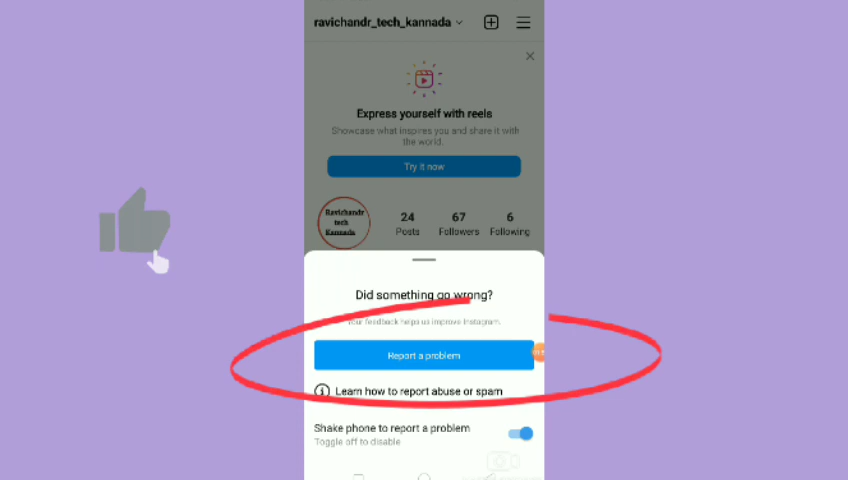 ravichandr_tech_kannada
Express yourself with reels
Showcase what inspires you and share it with
the world.
Try it now
Ravichandr
tech
Kannada
24
67
6
Posts
Followers
Following
Did something go wrong?
Your feedback helps us improve Instagram.
Report a problem
Learn how to report abuse or spam
Shake phone to report a problem
Toggle off to disable